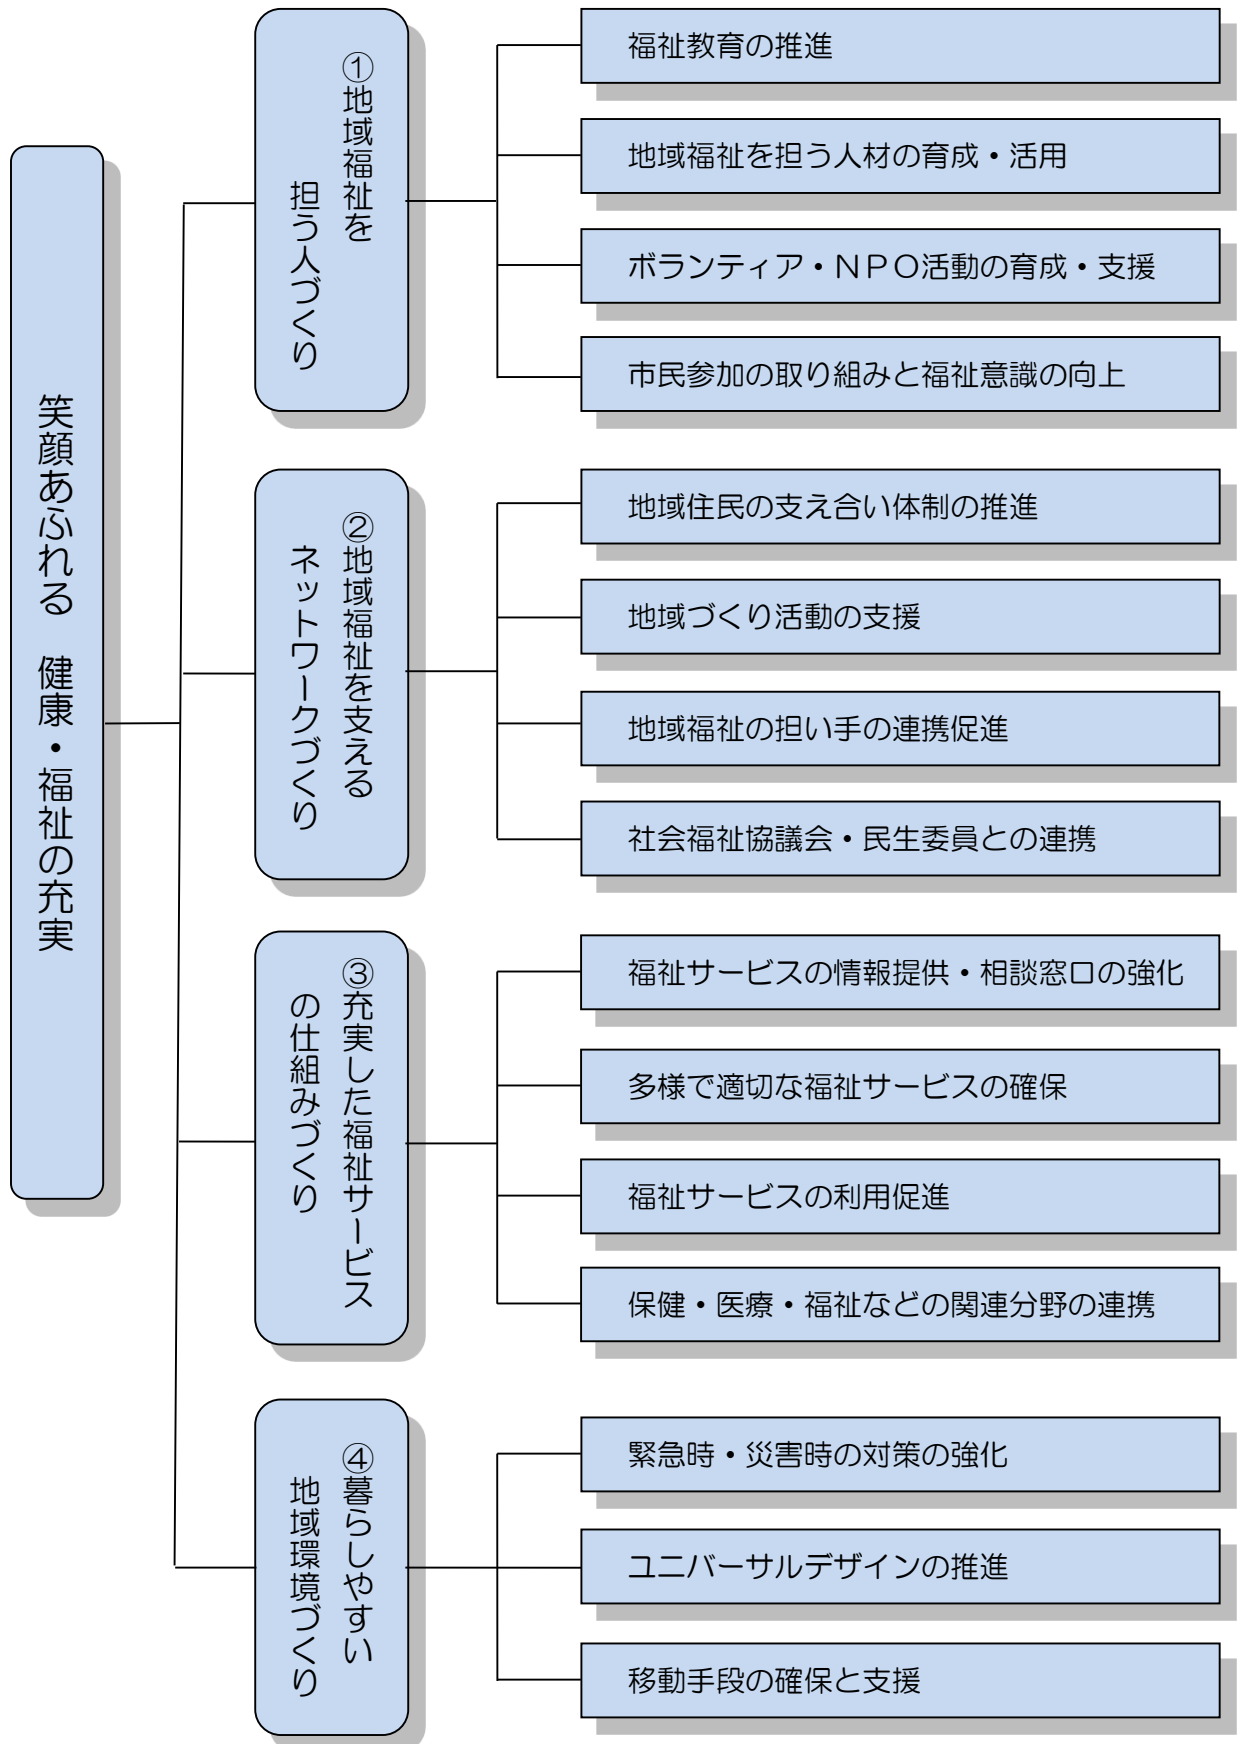 笑顔あふれる　健康・福祉の充実
①地域福祉を
担う人づくり
福祉教育の推進
地域福祉を担う人材の育成・活用
ボランティア・ＮＰＯ活動の育成・支援
市民参加の取り組みと福祉意識の向上
②地域福祉を支える
ネットワークづくり
地域住民の支え合い体制の推進
地域づくり活動の支援
地域福祉の担い手の連携促進
社会福祉協議会・民生委員との連携
③充実した福祉サービス
の仕組みづくり
福祉サービスの情報提供・相談窓口の強化
多様で適切な福祉サービスの確保
福祉サービスの利用促進
保健・医療・福祉などの関連分野の連携
④暮らしやすい
地域環境づくり
緊急時・災害時の対策の強化
ユニバーサルデザインの推進
移動手段の確保と支援